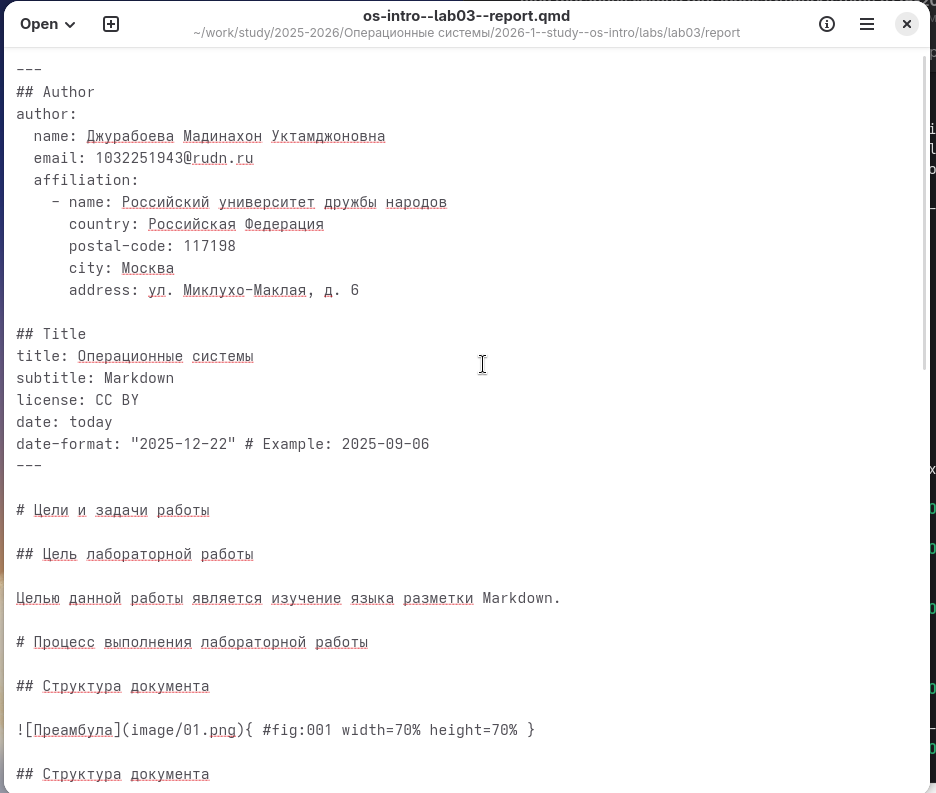 Open
os-intro--lab03--report.qmd
~/work/study/2025-2026/Операционные системы/2026-1--study--os-intro/labs/lab03/report
---
## Author
author:
  name: Джурабоева Мадинахон Уктамджоновна
  email: 1032251943@rudn.ru
  affiliation:
    - name: Российский университет дружбы народов
      country: Российская Федерация
      postal-code: 117198
      city: Москва
      address: ул. Миклухо-Маклая, д. 6
## Title
title: Операционные системы
subtitle: Markdown
license: CC BY
date: today
date-format: "2025-12-22" # Example: 2025-09-06
---
# Цели и задачи работы
## Цель лабораторной работы
Целью данной работы является изучение языка разметки Markdown.
# Процесс выполнения лабораторной работы
## Структура документа
![Преамбула](image/01.png){ #fig:001 width=70% height=70% }
## Структура документа